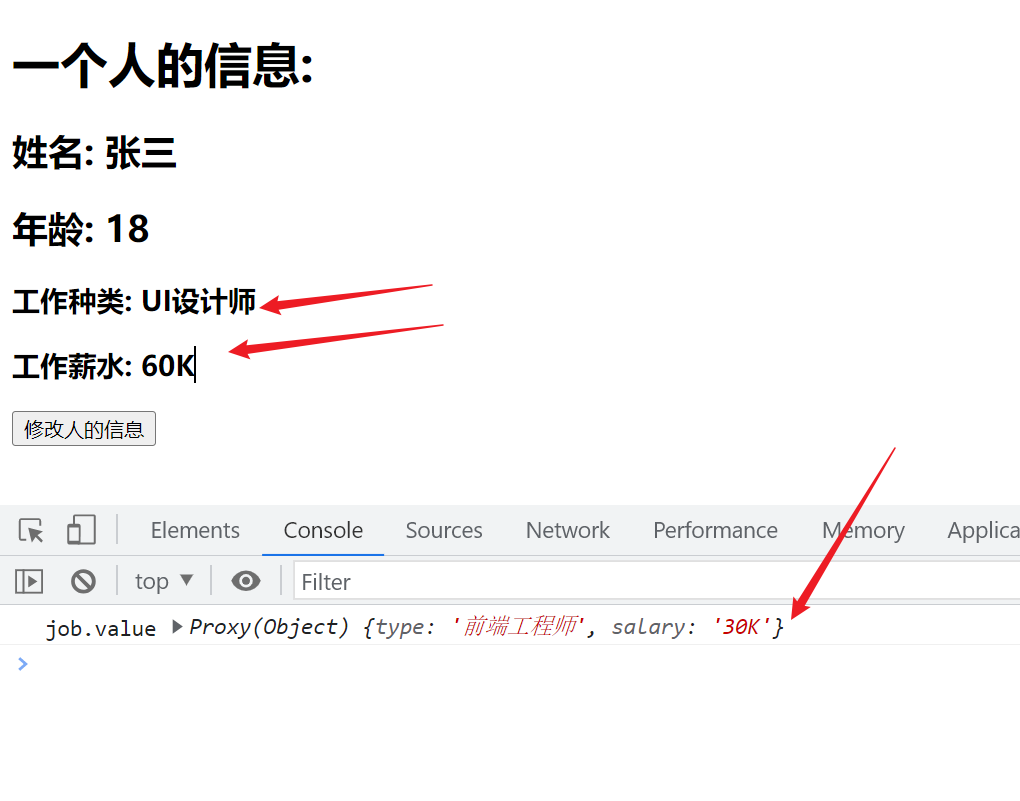 一个人的信息:
姓名: 张三
年龄: 18
工作种类: UI设计师
工作薪水: 60K
修改人的信息
Elements Console Sources Network Performance Memory Applica
top Filter
job.value Proxy(Object) {type: '前端工程师', salary: '30K'}